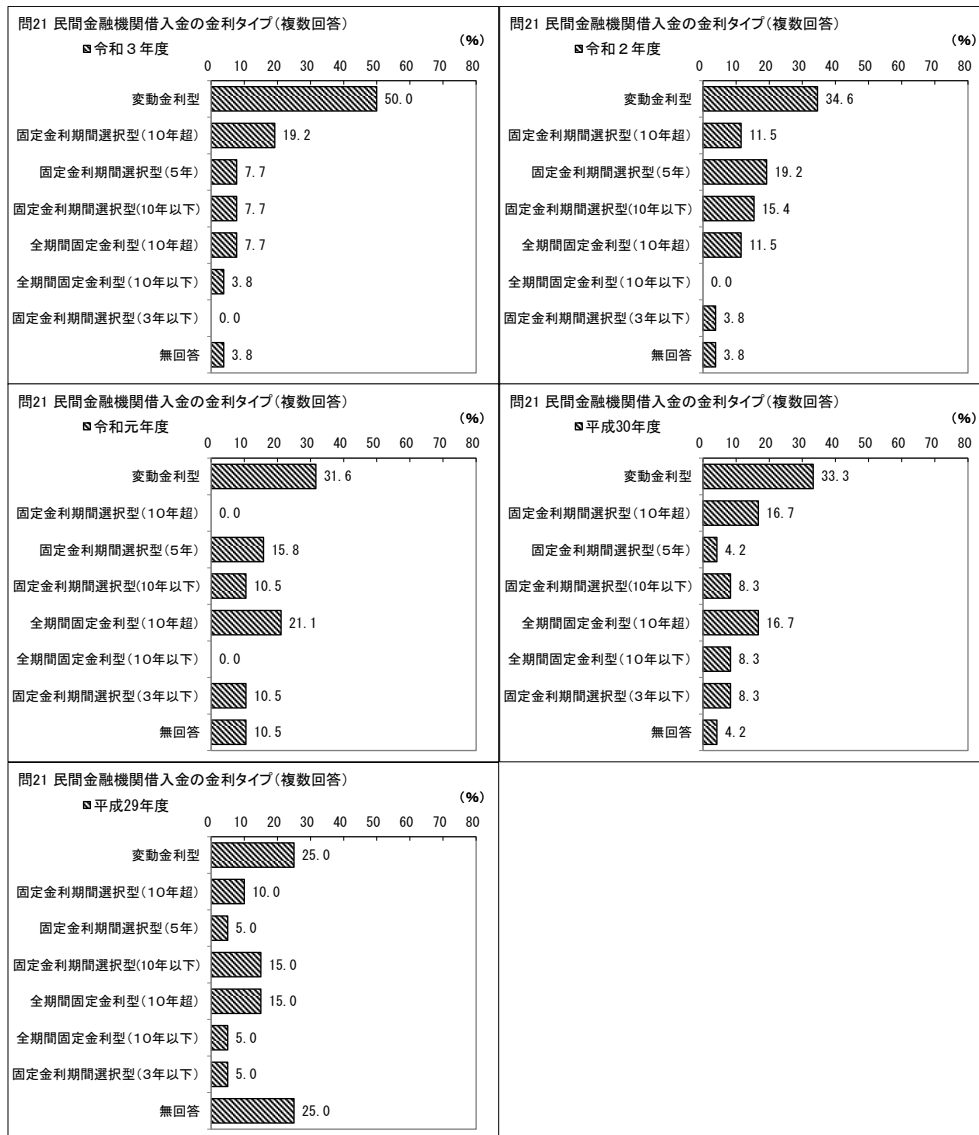 問21 民間金融機関借入金の金利タイプ(複数回答)
令和３年度
(%)
0 10 20 30 40 50 60 70 80
変動金利型 50.0
固定金利期間選択型(１０年超) 19.2
固定金利期間選択型(５年) 7.7
固定金利期間選択型(10年以下) 7.7
全期間固定金利型(１０年超) 7.7
全期間固定金利型(１０年以下) 3.8
固定金利期間選択型(３年以下) 0.0
無回答 3.8
問21 民間金融機関借入金の金利タイプ(複数回答)
令和２年度
(%)
0 10 20 30 40 50 60 70 80
変動金利型 34.6
固定金利期間選択型(１０年超) 11.5
固定金利期間選択型(５年) 19.2
固定金利期間選択型(10年以下) 15.4
全期間固定金利型(１０年超) 11.5
全期間固定金利型(１０年以下) 0.0
固定金利期間選択型(３年以下) 3.8
無回答 3.8
問21 民間金融機関借入金の金利タイプ(複数回答)
令和元年度
(%)
0 10 20 30 40 50 60 70 80
変動金利型 31.6
固定金利期間選択型(１０年超) 0.0
固定金利期間選択型(５年) 15.8
固定金利期間選択型(10年以下) 10.5
全期間固定金利型(１０年超) 21.1
全期間固定金利型(１０年以下) 0.0
固定金利期間選択型(３年以下) 10.5
無回答 10.5
問21 民間金融機関借入金の金利タイプ(複数回答)
平成30年度
(%)
0 10 20 30 40 50 60 70 80
変動金利型 33.3
固定金利期間選択型(１０年超) 16.7
固定金利期間選択型(５年) 4.2
固定金利期間選択型(10年以下) 8.3
全期間固定金利型(１０年超) 16.7
全期間固定金利型(１０年以下) 8.3
固定金利期間選択型(３年以下) 8.3
無回答 4.2
問21 民間金融機関借入金の金利タイプ(複数回答)
平成29年度
(%)
0 10 20 30 40 50 60 70 80
変動金利型 25.0
固定金利期間選択型(１０年超) 10.0
固定金利期間選択型(５年) 5.0
固定金利期間選択型(10年以下) 15.0
全期間固定金利型(１０年超) 15.0
全期間固定金利型(１０年以下) 5.0
固定金利期間選択型(３年以下) 5.0
無回答 25.0